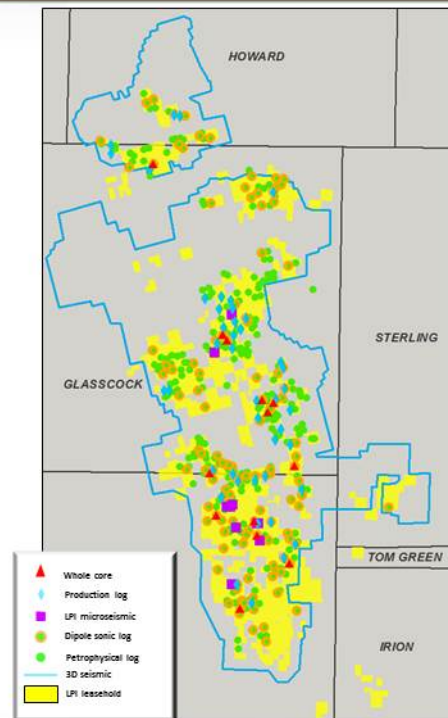 HOWARD
STERLING
GLASSCOCK
TOM GREEN
IRION
Whole core
Production log
LPI microseismic
Dipole sonic log
Petrophysical log
3D seismic
LPI leasehold